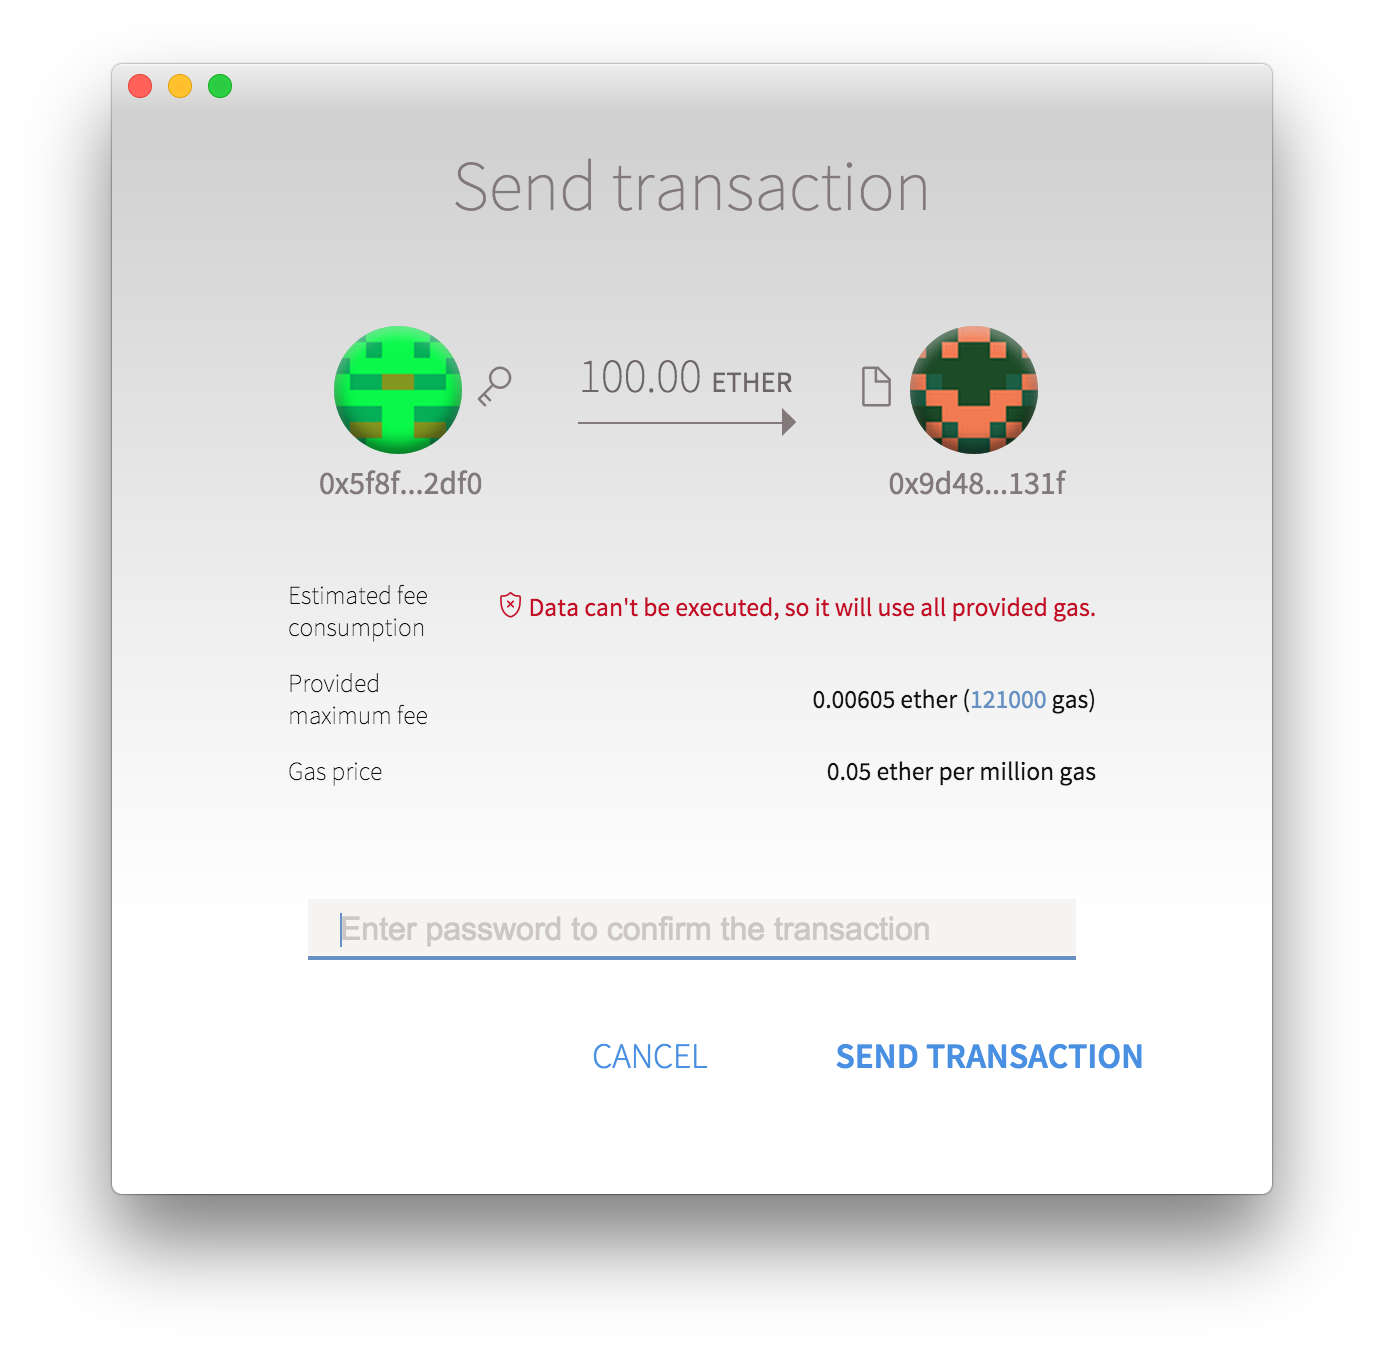 Send transaction
100.00 ETHER
0x5f8f...2df0
0x9d48...131f
Estimated fee
consumption
Data can't be executed, so it will use all provided gas.
Provided
maximum fee
0.00605 ether (121000 gas)
Gas price
0.05 ether per million gas
Enter password to confirm the transaction
CANCEL
SEND TRANSACTION